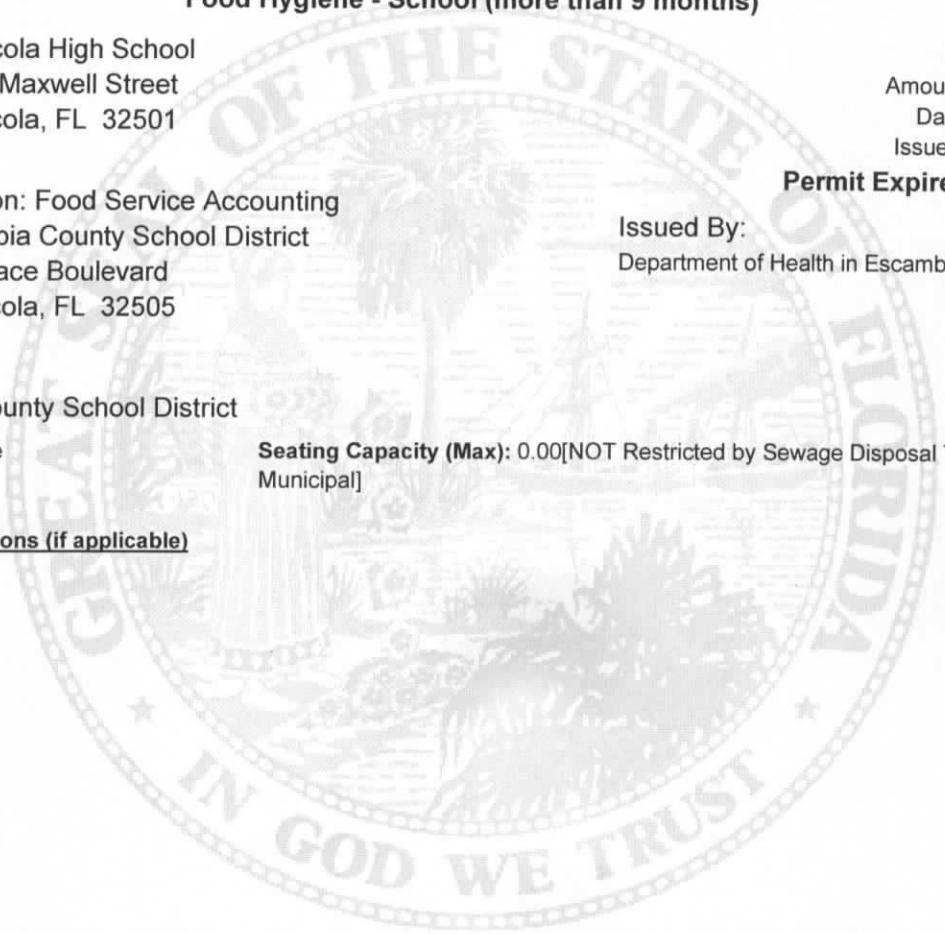 Food Hygiene - School (more than 9 months)
cola High School
Maxwell Street
cola, FL 32501
Amou
Da
Issue
Permit Expire
on: Food Service Accounting
bia County School District
ace Boulevard
cola, FL 32505
Issued By:
Department of Health in Escamb
ounty School District
Seating Capacity (Max): 0.00[NOT Restricted by Sewage Disposal
Municipal]
ons (if applicable)
GREAT SEAL OF THE STATE OF FLORIDA
IN GOD WE TRUST